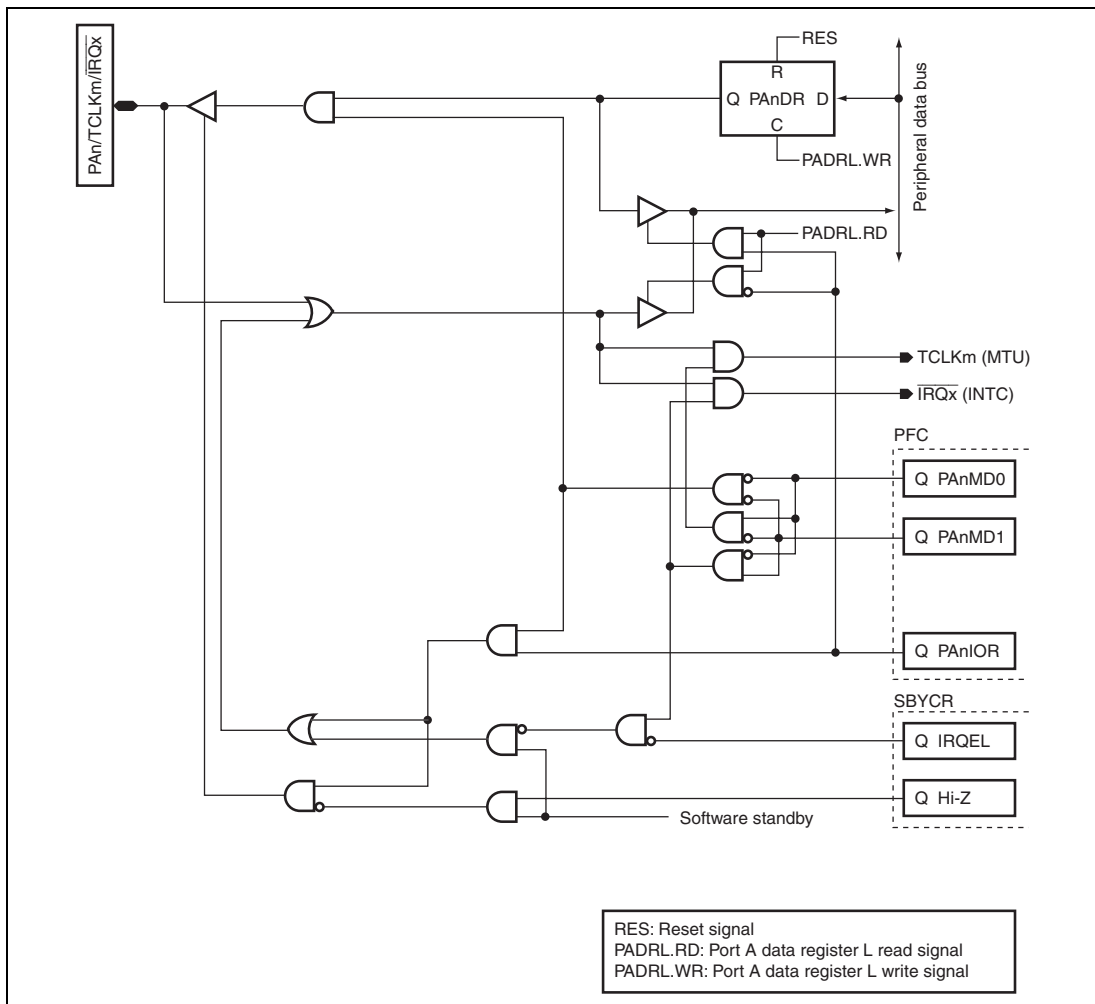 PAn/TCLKm/IRQx
RES
R
Q PAnDR D
C
PADRL.WR
Peripheral data bus
PADRL.RD
TCLKm (MTU)
IRQx (INTC)
PFC
Q PAnMD0
Q PAnMD1
Q PAnIOR
SBYCR
Q IRQEL
Q Hi-Z
Software standby
RES: Reset signal
PADRL.RD: Port A data register L read signal
PADRL.WR: Port A data register L write signal